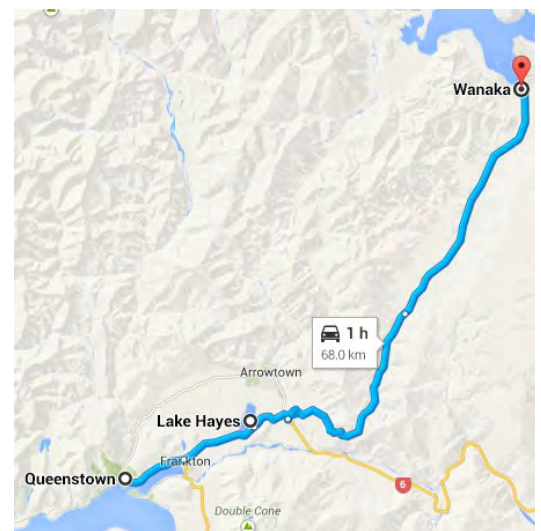 Wanaka
1 h
68.0 km
Arrowtown
Lake Hayes
Queenstown
Frankton
6
Double Cone